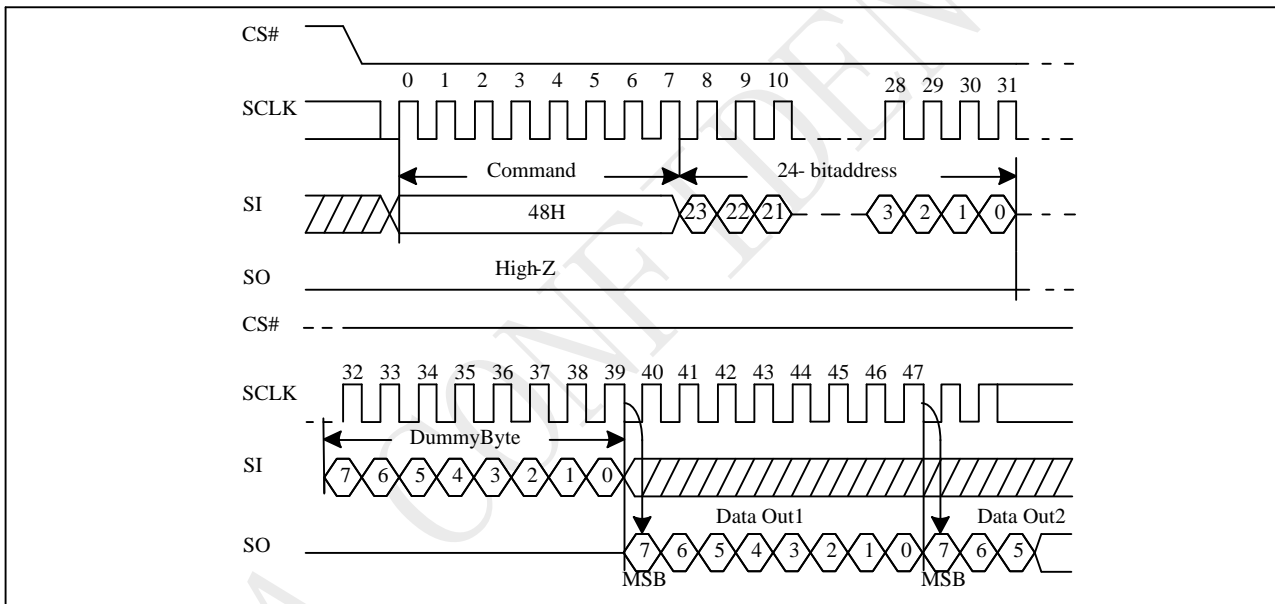 CS#
0 1 2 3 4 5 6 7 8 9 10 28 29 30 31
SCLK
Command 24- bitaddress
SI
48H 23 22 21 3 2 1 0
High-Z
SO
CS#
32 33 34 35 36 37 38 39 40 41 42 43 44 45 46 47
SCLK
DummyByte
SI
7 6 5 4 3 2 1 0
Data Out1 Data Out2
SO
7 6 5 4 3 2 1 0 7 6 5
MSB MSB